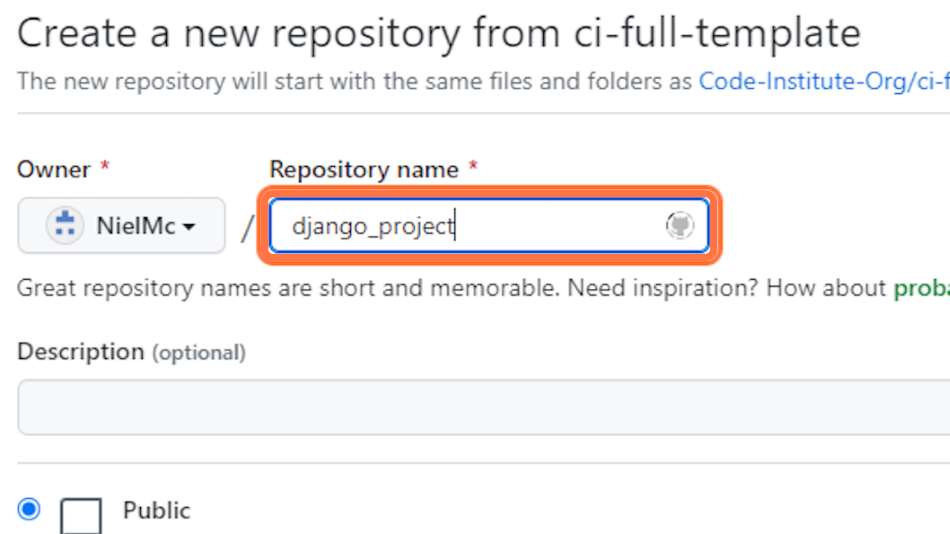 Create a new repository from ci-full-template
The new repository will start with the same files and folders as Code-Institute-Org/ci-f
Owner * Repository name *
NielMc / django_project
Great repository names are short and memorable. Need inspiration? How about proba
Description (optional)
Public